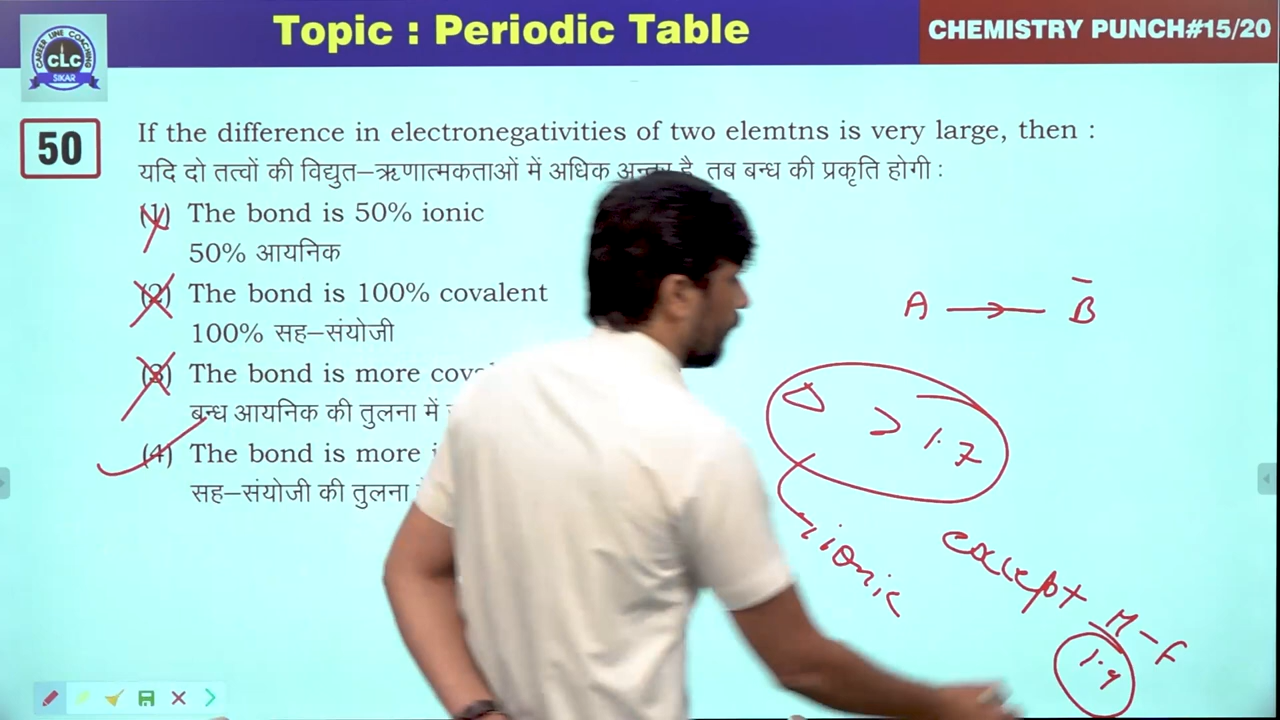 Topic : Periodic Table
CHEMISTRY PUNCH#15/20
CAREER LINE COACHING
CLC
SIKAR
50
If the difference in electronegativities of two elemtns is very large, then :
यदि दो तत्वों की विद्युत–ऋणात्मकताओं में अधिक अन्तर है, तब बन्ध की प्रकृति होगी :
(1) The bond is 50% ionic
50% आयनिक
(2) The bond is 100% covalent
100% सह–संयोजी
(3) The bond is more
बन्ध आयनिक की तुलना में
(4) The bond is more
सह–संयोजी की तुलना
A → B̄
Δ > 1.7
ionic
except H–F
1.9